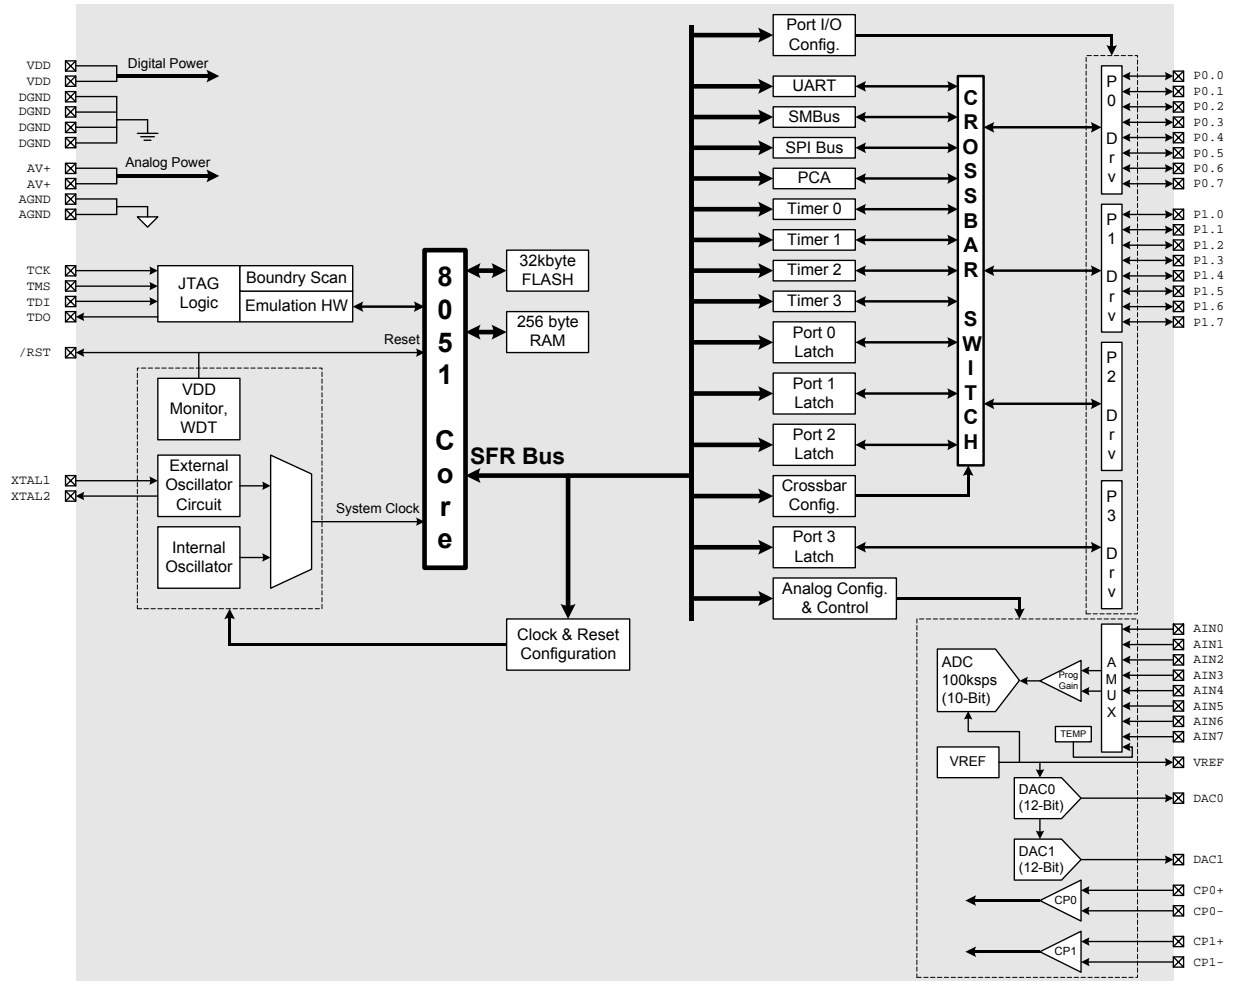 VDD
VDD
DGND
DGND
DGND
DGND
Digital Power
AV+
AV+
AGND
AGND
Analog Power
TCK
TMS
TDI
TDO
JTAG
Logic
Boundry Scan
Emulation HW
/RST
Reset
VDD
Monitor,
WDT
XTAL1
XTAL2
External
Oscillator
Circuit
Internal
Oscillator
System Clock
8051 Core
32kbyte
FLASH
256 byte
RAM
SFR Bus
Clock & Reset
Configuration
Port I/O
Config.
UART
SMBus
SPI Bus
PCA
Timer 0
Timer 1
Timer 2
Timer 3
Port 0
Latch
Port 1
Latch
Port 2
Latch
Crossbar
Config.
Port 3
Latch
Analog Config.
& Control
CROSSBAR SWITCH
P0 Drv
P1 Drv
P2 Drv
P3 Drv
P0.0
P0.1
P0.2
P0.3
P0.4
P0.5
P0.6
P0.7
P1.0
P1.1
P1.2
P1.3
P1.4
P1.5
P1.6
P1.7
ADC
100ksps
(10-Bit)
Prog
Gain
AMUX
TEMP
VREF
DAC0
(12-Bit)
DAC1
(12-Bit)
CP0
CP1
AIN0
AIN1
AIN2
AIN3
AIN4
AIN5
AIN6
AIN7
VREF
DAC0
DAC1
CP0+
CP0-
CP1+
CP1-